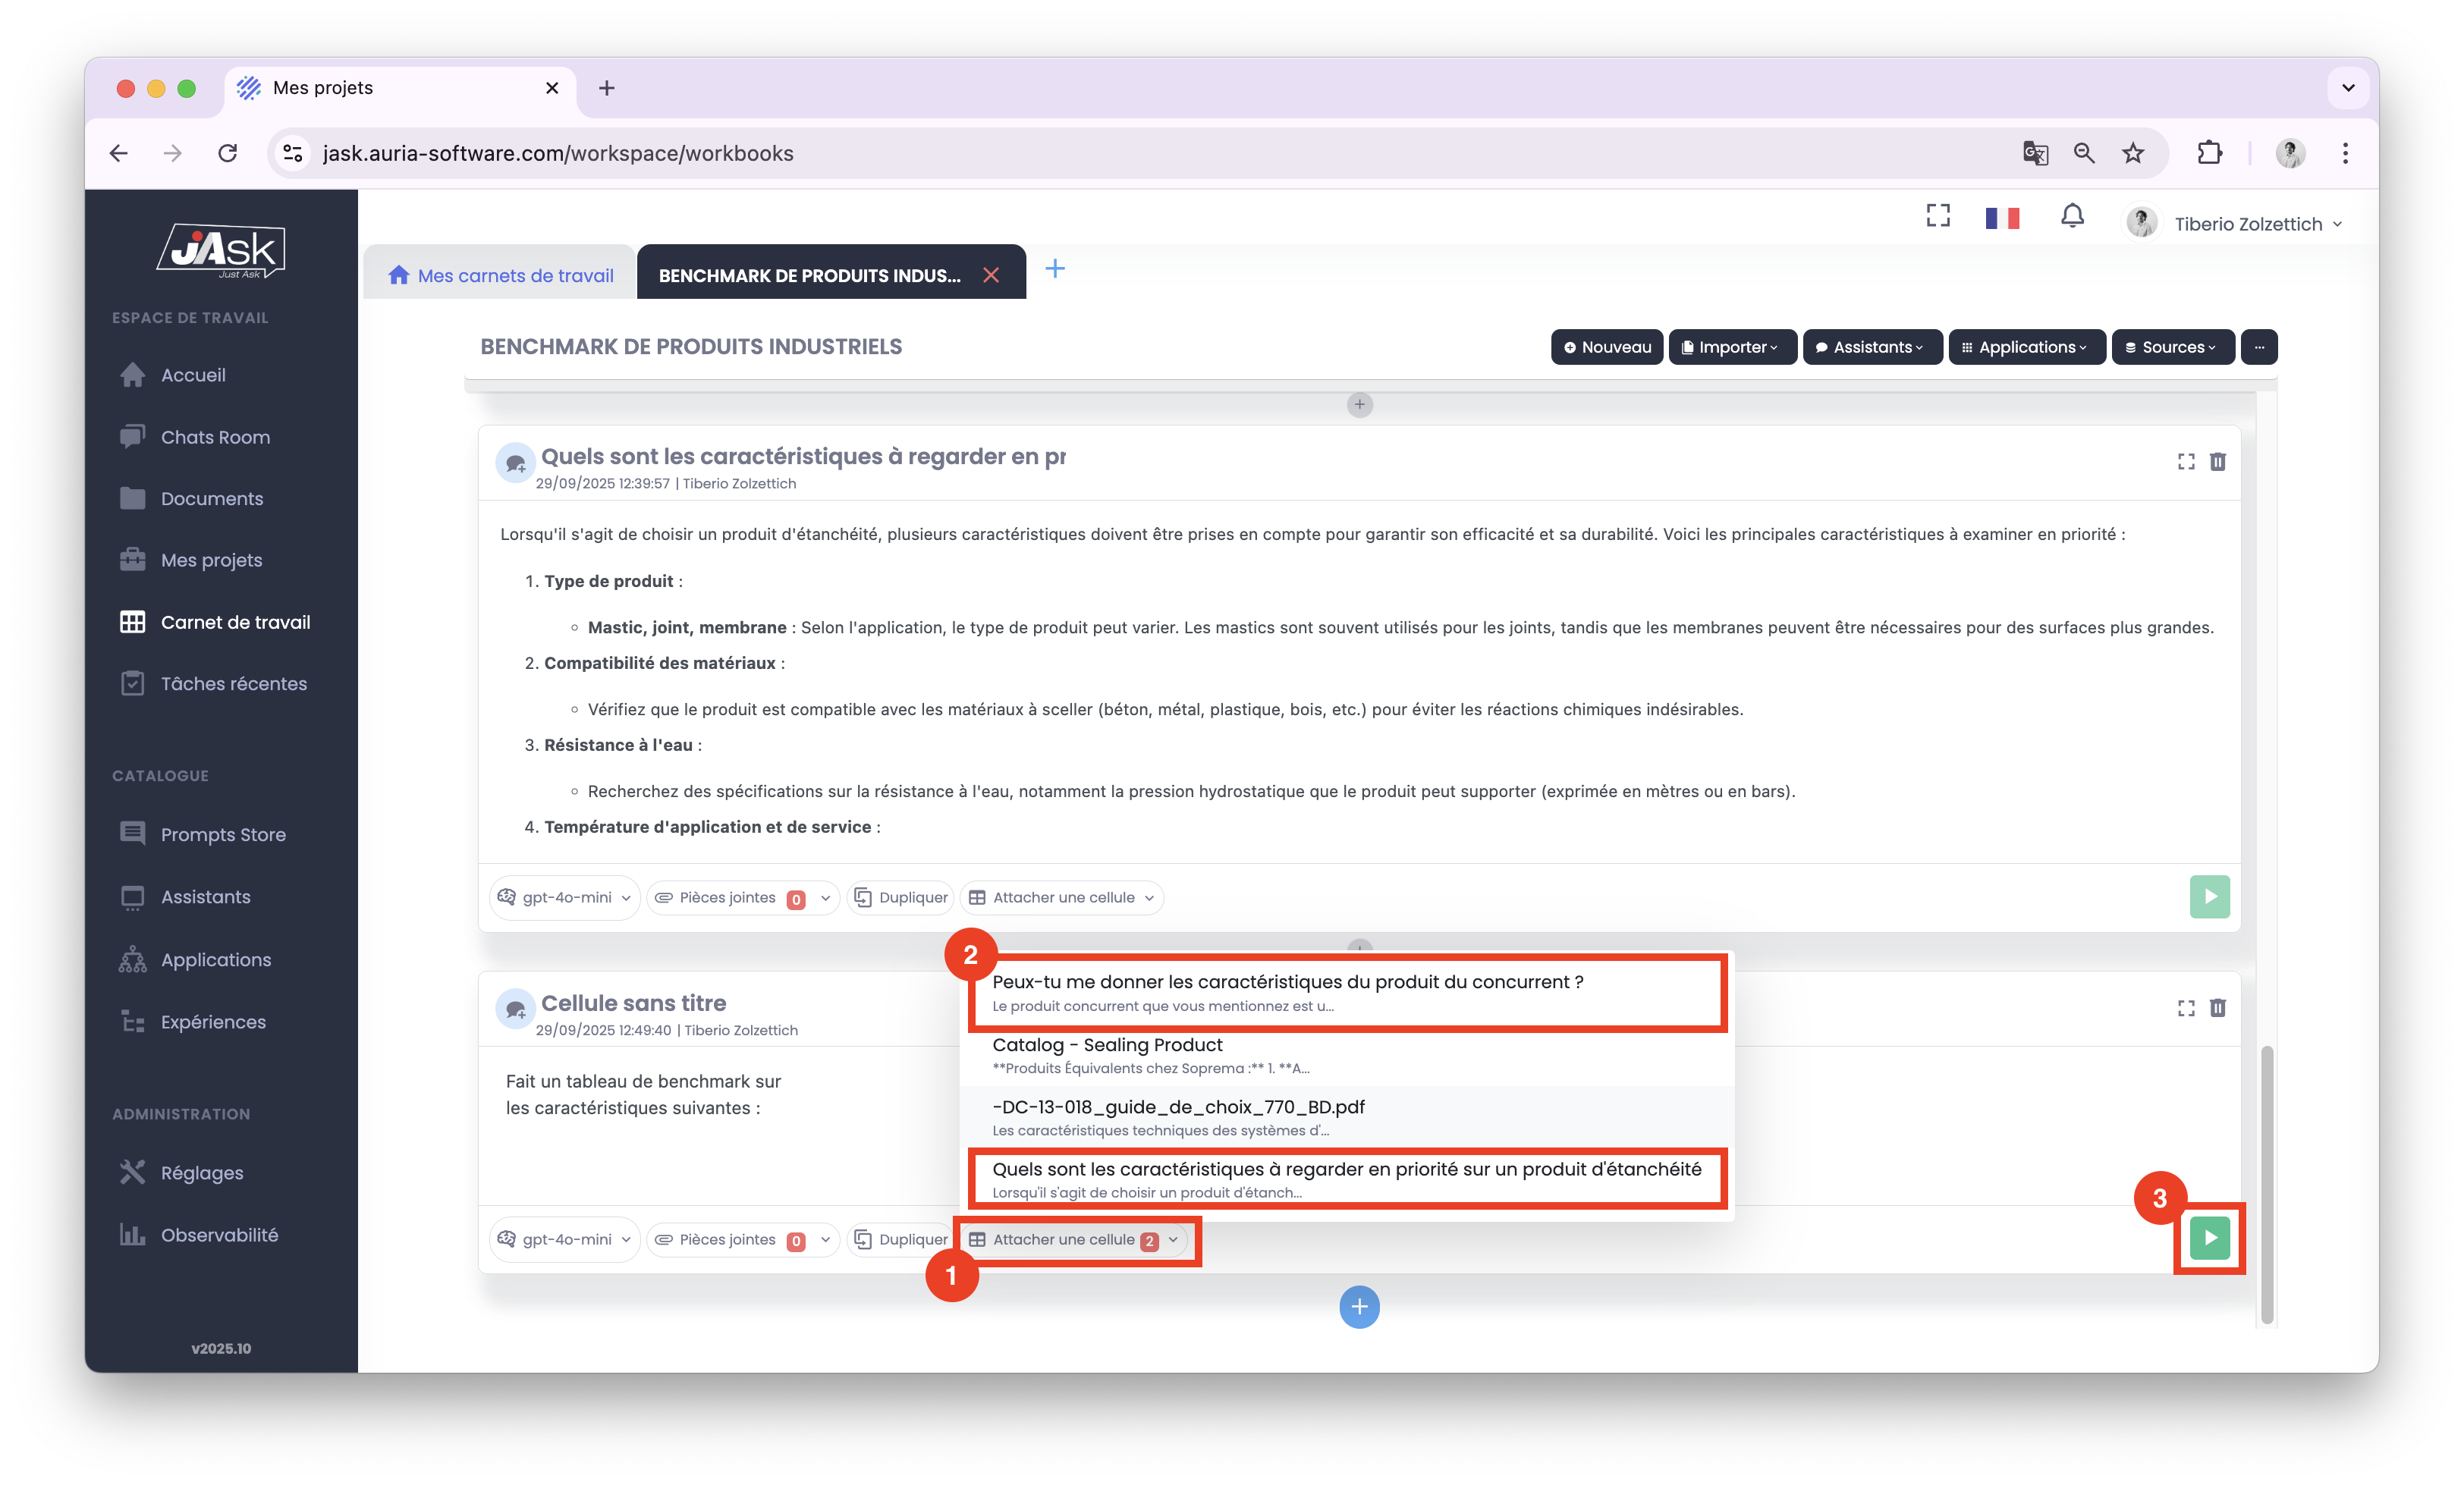 Mes projets
jask.auria-software.com/workspace/workbooks
jAsk
Just Ask
Tiberio Zolzettich
Mes carnets de travail
BENCHMARK DE PRODUITS INDUS...
ESPACE DE TRAVAIL
Accueil
Chats Room
Documents
Mes projets
Carnet de travail
Tâches récentes
CATALOGUE
Prompts Store
Assistants
Applications
Expériences
ADMINISTRATION
Réglages
Observabilité
v2025.10
BENCHMARK DE PRODUITS INDUSTRIELS
Nouveau
Importer
Assistants
Applications
Sources
...
Quels sont les caractéristiques à regarder en pr
29/09/2025 12:39:57 | Tiberio Zolzettich
Lorsqu'il s'agit de choisir un produit d'étanchéité, plusieurs caractéristiques doivent être prises en compte pour garantir son efficacité et sa durabilité. Voici les principales caractéristiques à examiner en priorité :
1. Type de produit :
Mastic, joint, membrane : Selon l'application, le type de produit peut varier. Les mastics sont souvent utilisés pour les joints, tandis que les membranes peuvent être nécessaires pour des surfaces plus grandes.
2. Compatibilité des matériaux :
Vérifiez que le produit est compatible avec les matériaux à sceller (béton, métal, plastique, bois, etc.) pour éviter les réactions chimiques indésirables.
3. Résistance à l'eau :
Recherchez des spécifications sur la résistance à l'eau, notamment la pression hydrostatique que le produit peut supporter (exprimée en mètres ou en bars).
4. Température d'application et de service :
gpt-4o-mini
Pièces jointes 0
Dupliquer
Attacher une cellule
2
Peux-tu me donner les caractéristiques du produit du concurrent ?
Le produit concurrent que vous mentionnez est u...
Catalog - Sealing Product
**Produits Équivalents chez Soprema :** 1. **A...
-DC-13-018_guide_de_choix_770_BD.pdf
Les caractéristiques techniques des systèmes d'...
Quels sont les caractéristiques à regarder en priorité sur un produit d'étanchéité
Lorsqu'il s'agit de choisir un produit d'étanch...
Cellule sans titre
29/09/2025 12:49:40 | Tiberio Zolzettich
Fait un tableau de benchmark sur
les caractéristiques suivantes :
3
gpt-4o-mini
Pièces jointes 0
Dupliquer
Attacher une cellule 2
1